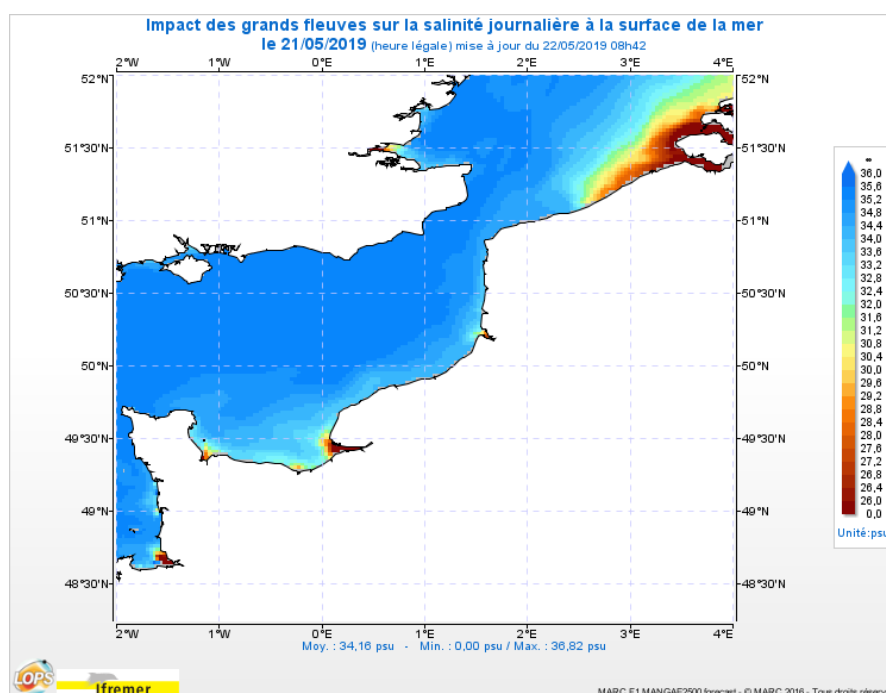 Impact des grands fleuves sur la salinité journalière à la surface de la mer
le 21/05/2019 (heure légale) mise à jour du 22/05/2019 08h42
2°W 1°W 0°E 1°E 2°E 3°E 4°E
52°N 52°N
51°30'N 51°30'N
51°N 51°N
50°30'N 50°30'N
50°N 50°N
49°30'N 49°30'N
49°N 49°N
48°30'N 48°30'N
2°W 1°W 0°E 1°E 2°E 3°E 4°E
Moy. : 34,16 psu - Min. : 0,00 psu / Max. : 36,82 psu
∞
36,0
35,6
35,2
34,8
34,4
34,0
33,6
33,2
32,8
32,4
32,0
31,6
31,2
30,8
30,4
30,0
29,6
29,2
28,8
28,4
28,0
27,6
27,2
26,8
26,4
26,0
0,0
Unité:psu
LOPS
Ifremer
MARC F1 MANGAE2500 forecast - © MARC 2016 - Tous droits réservé